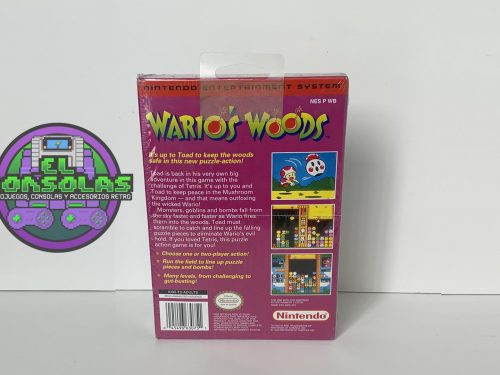 NINTENDO ENTERTAINMENT SYSTEM
NES P WB
WARIO'S WOODS
It's up to Toad to keep the woods
safe in this new puzzle-action!
Toad is back in his very own big
adventure in this game with the
challenge of Tetris. It's up to you and
Toad to keep peace in the Mushroom
Kingdom — and that means outfoxing
the wicked Wario!
Monsters, goblins and bombs fall from
the sky faster and faster as Wario fires
them into the woods. Toad must
scramble to catch and line up the falling
puzzle pieces to eliminate Wario's evil
hold. If you loved Tetris, this puzzle
action game is for you!
Choose one or two-player action!
Run the field to line up puzzle
pieces and bombs!
Many levels, from challenging to
gut-busting!
KIDS TO ADULTS
Nintendo
EL
ONSOLAS
OJUEGOS, CONSOLAS Y ACCESORIOS RETRO